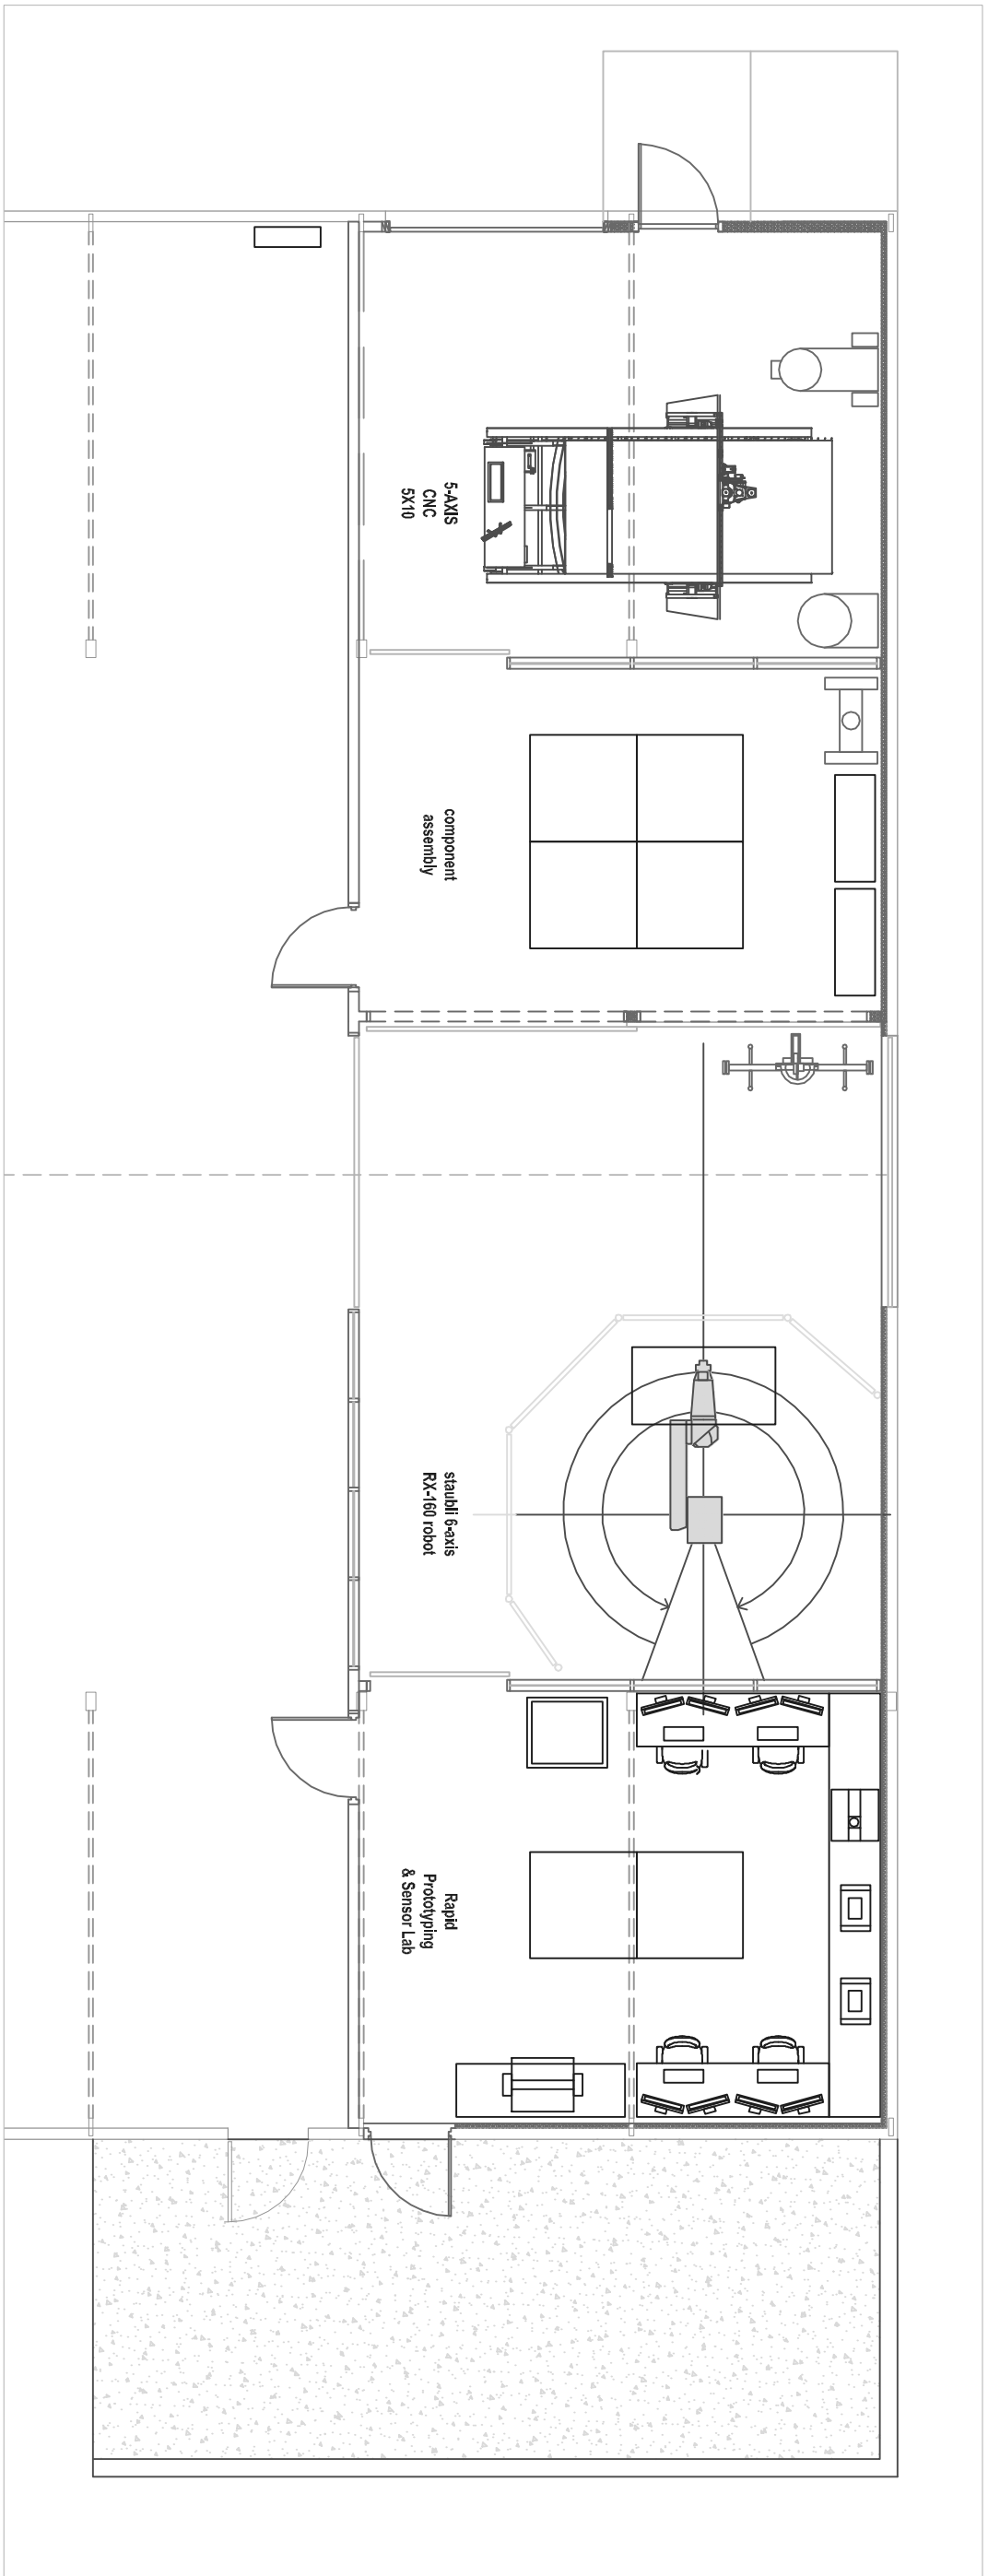 5-AXIS
CNC
5X10
component
assembly
staubli 6-axis
RX-160 robot
Rapid
Prototyping
& Sensor Lab